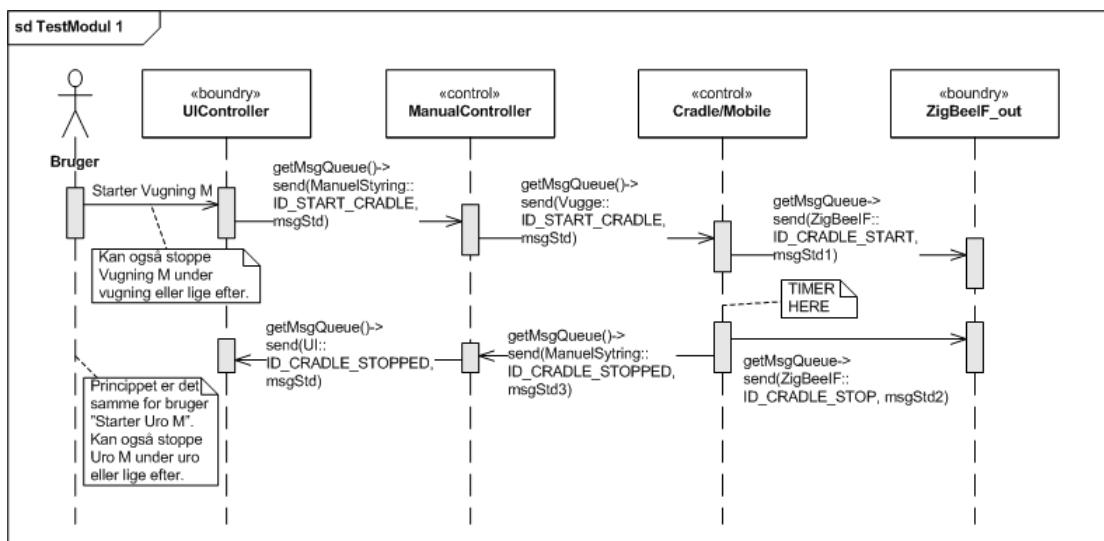 sd TestModul 1
Bruger
«boundry»
UIController
«control»
ManualController
«control»
Cradle/Mobile
«boundry»
ZigBeeIF_out
Starter Vugning M
getMsgQueue()->
send(ManuelStyring::
ID_START_CRADLE,
msgStd)
getMsgQueue()->
send(Vugge::
ID_START_CRADLE,
msgStd)
getMsgQueue->
send(ZigBeeIF::
ID_CRADLE_START,
msgStd1)
Kan også stoppe
Vugning M under
vugning eller lige efter.
TIMER
HERE
getMsgQueue()->
send(UI::
ID_CRADLE_STOPPED,
msgStd)
getMsgQueue()->
send(ManuelSytring::
ID_CRADLE_STOPPED,
msgStd3)
getMsgQueue->
send(ZigBeeIF::
ID_CRADLE_STOP, msgStd2)
Princippet er det
samme for bruger
"Starter Uro M".
Kan også stoppe
Uro M under uro
eller lige efter.